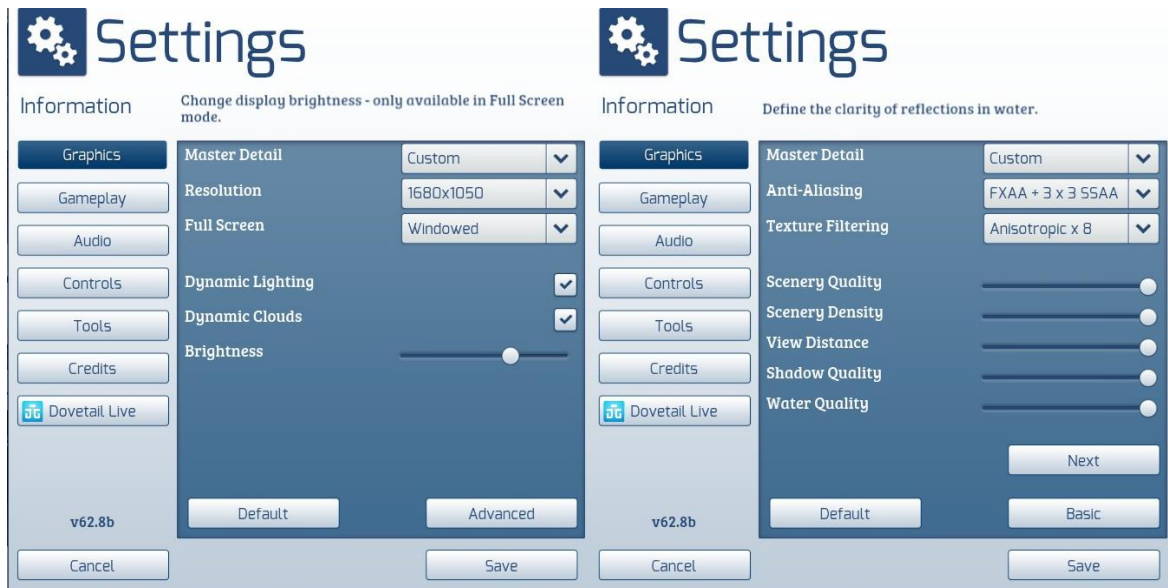 Settings
Information
Change display brightness - only available in Full Screen
mode.
Graphics
Gameplay
Audio
Controls
Tools
Credits
Dovetail Live
v62.8b
Cancel
Master Detail
Custom
Resolution
1680x1050
Full Screen
Windowed
Dynamic Lighting
Dynamic Clouds
Brightness
Default
Advanced
Save
Settings
Information
Define the clarity of reflections in water.
Graphics
Gameplay
Audio
Controls
Tools
Credits
Dovetail Live
v62.8b
Cancel
Master Detail
Custom
Anti-Aliasing
FXAA + 3 x 3 SSAA
Texture Filtering
Anisotropic x 8
Scenery Quality
Scenery Density
View Distance
Shadow Quality
Water Quality
Next
Default
Basic
Save